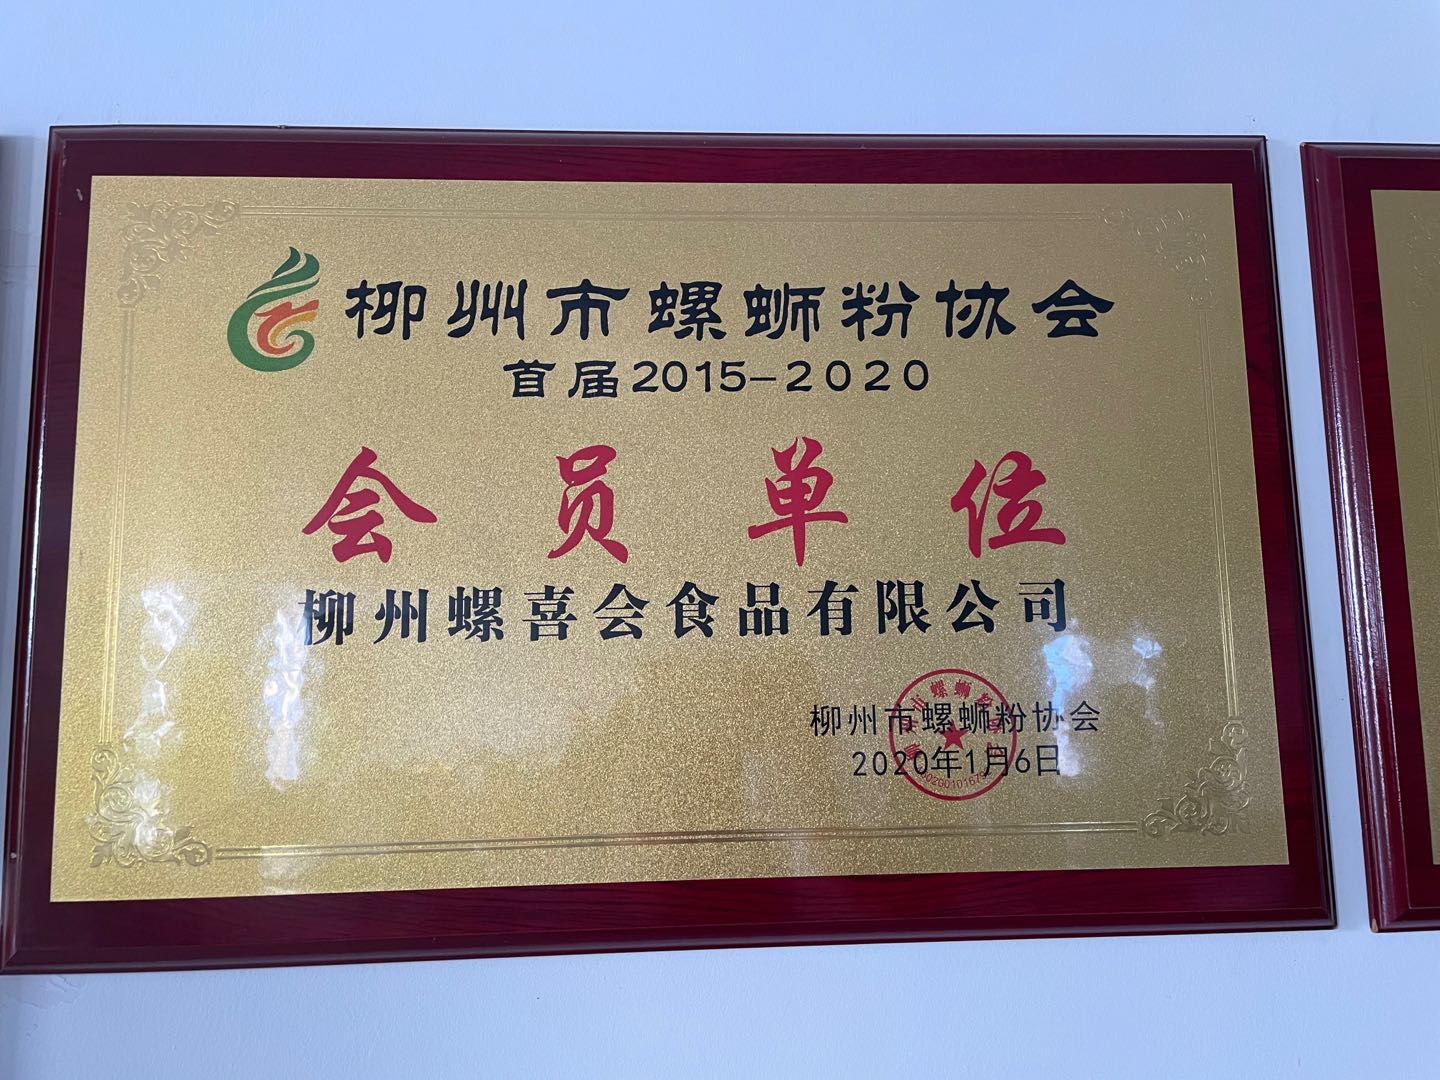 柳州市螺蛳粉协会
首届2015-2020
会员单位
柳州螺喜会食品有限公司
柳州市螺蛳粉协会
2020年1月6日